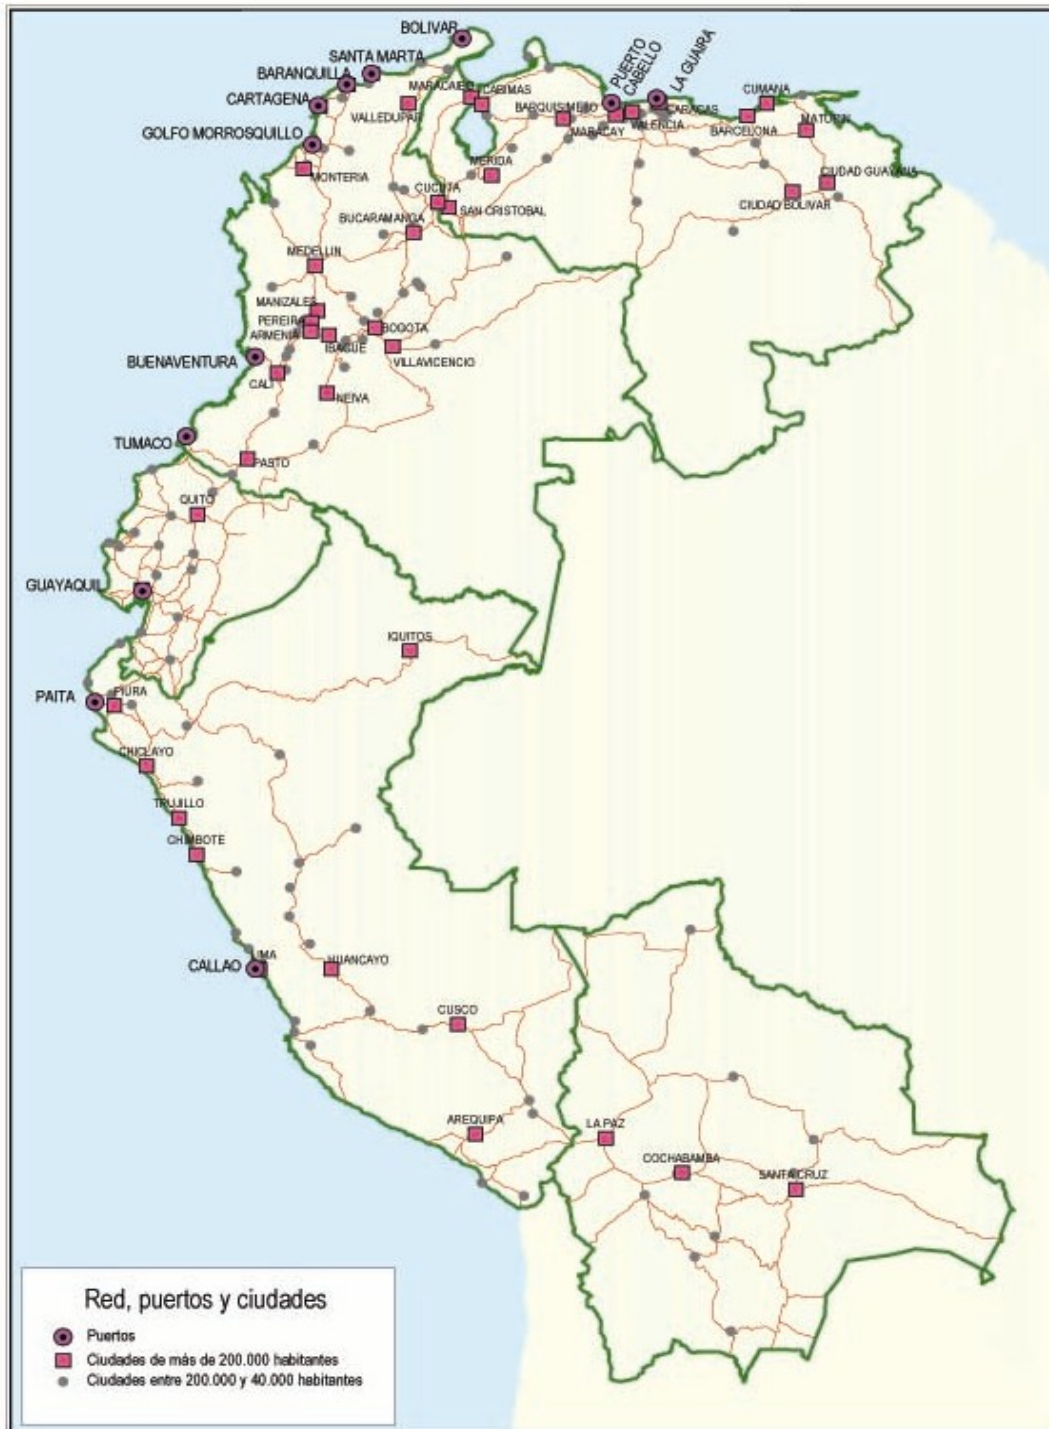 BOLIVAR
SANTA MARTA
BARANQUILLA
CARTAGENA
GOLFO MORROSQUILLO
PUERTO
CABELLO
LA GUAIRA
MARACAIBO
CABIMAS
VALLEDUPAR
BARQUISIMETO
MARACAY
VALENCIA
CARACAS
CUMANA
BARCELONA
MATURIN
MONTERIA
MERIDA
CUCUTA
SAN CRISTOBAL
CIUDAD GUAYANA
CIUDAD BOLIVAR
BUCARAMANGA
MEDELLIN
MANIZALES
PEREIRA
ARMENIA
IBAGUE
BOGOTA
VILLAVICENCIO
BUENAVENTURA
CALI
NEIVA
TUMACO
PASTO
QUITO
GUAYAQUIL
IQUITOS
PAITA
PIURA
CHICLAYO
TRUJILLO
CHIMBOTE
CALLAO
LIMA
HUANCAYO
CUSCO
AREQUIPA
LA PAZ
COCHABAMBA
SANTA CRUZ
Red, puertos y ciudades
Puertos
Ciudades de más de 200.000 habitantes
Ciudades entre 200.000 y 40.000 habitantes